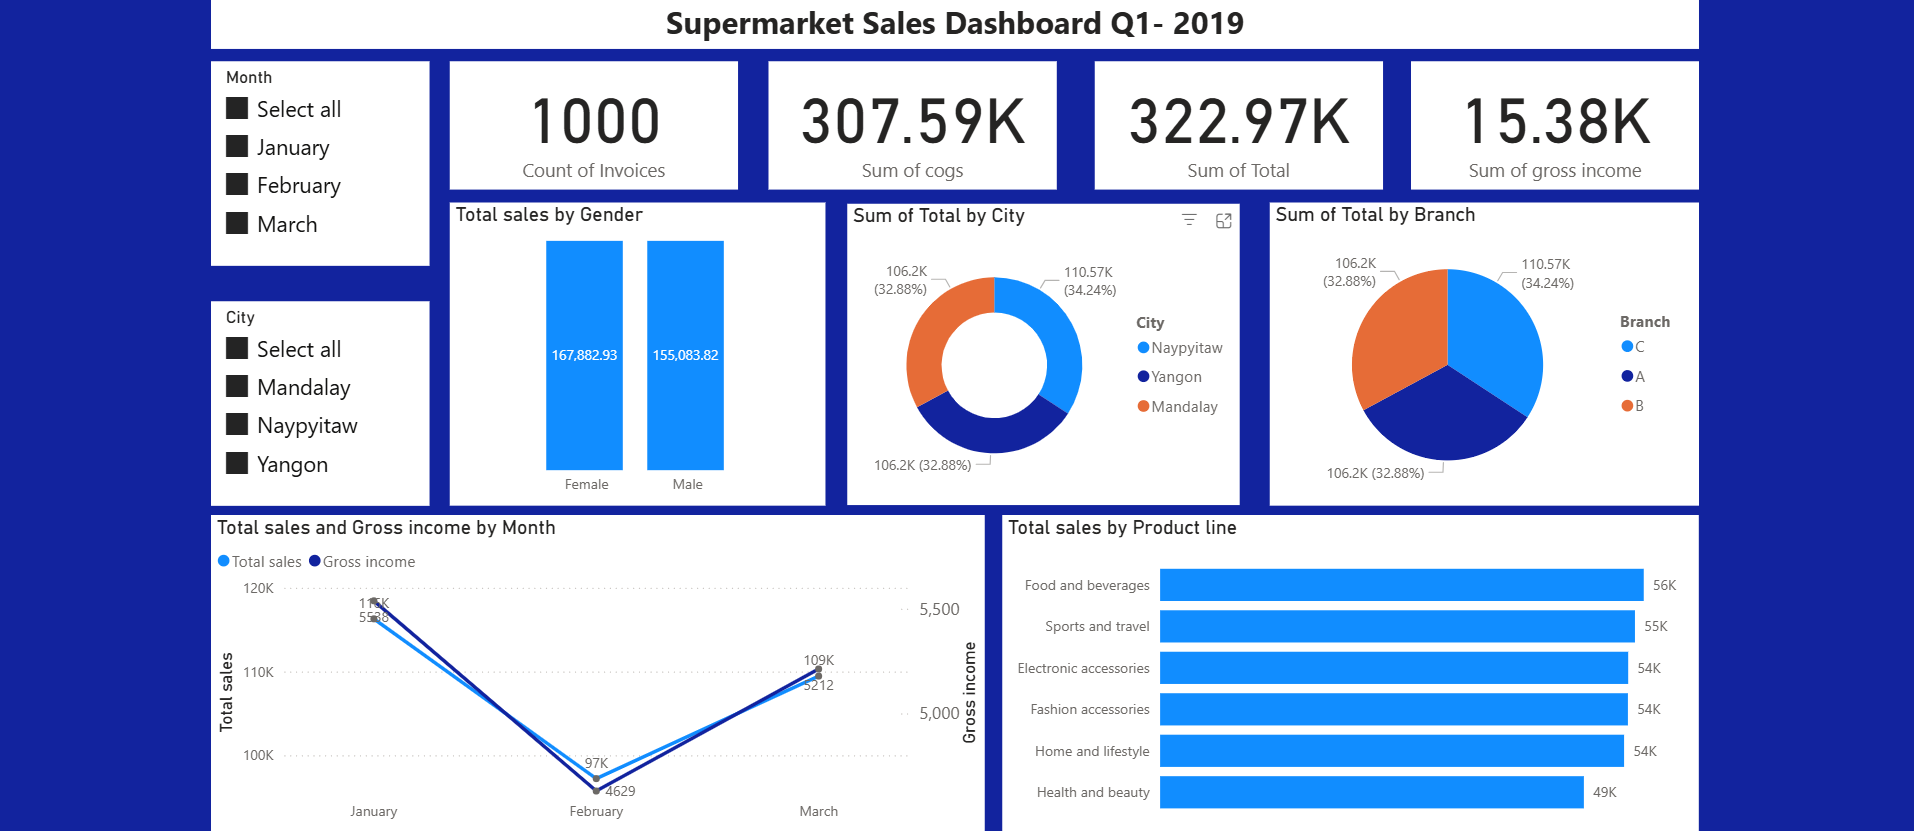 Supermarket Sales Dashboard Q1- 2019
Month
Select all
January
February
March
City
Select all
Mandalay
Naypyitaw
Yangon
1000
Count of Invoices
307.59K
Sum of cogs
322.97K
Sum of Total
15.38K
Sum of gross income
Total sales by Gender
167,882.93
155,083.82
Female
Male
Sum of Total by City
106.2K
(32.88%)
110.57K
(34.24%)
106.2K (32.88%)
City
Naypyitaw
Yangon
Mandalay
Sum of Total by Branch
106.2K
(32.88%)
110.57K
(34.24%)
106.2K (32.88%)
Branch
C
A
B
Total sales and Gross income by Month
Total sales
Gross income
Total sales
120K
110K
100K
116K
5538
97K
4629
109K
5212
5,500
5,000
Gross income
January
February
March
Total sales by Product line
Food and beverages
56K
Sports and travel
55K
Electronic accessories
54K
Fashion accessories
54K
Home and lifestyle
54K
Health and beauty
49K